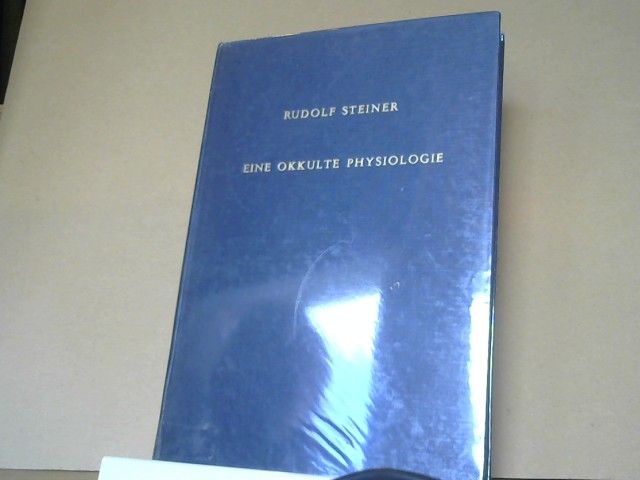 RUDOLF STEINER
EINE OKKULTE PHYSIOLOGIE